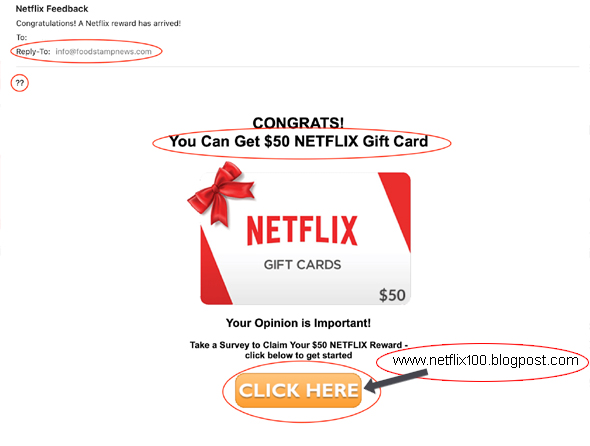 Netflix Feedback
Congratulations! A Netflix reward has arrived!
To:
Reply-To: info@foodstampnews.com
??
CONGRATS!
You Can Get $50 NETFLIX Gift Card
NETFLIX
GIFT CARDS
$50
Your Opinion is Important!
Take a Survey to Claim Your $50 NETFLIX Reward -
click below to get started
www.netflix100.blogpost.com
CLICK HERE